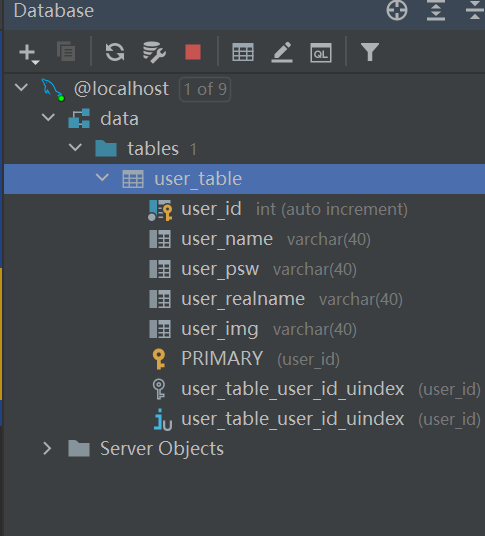 Database
QL
@localhost 1 of 9
data
tables 1
user_table
user_id int (auto increment)
user_name varchar(40)
user_psw varchar(40)
user_realname varchar(40)
user_img varchar(40)
PRIMARY (user_id)
user_table_user_id_uindex (user_id)
user_table_user_id_uindex (user_id)
Server Objects